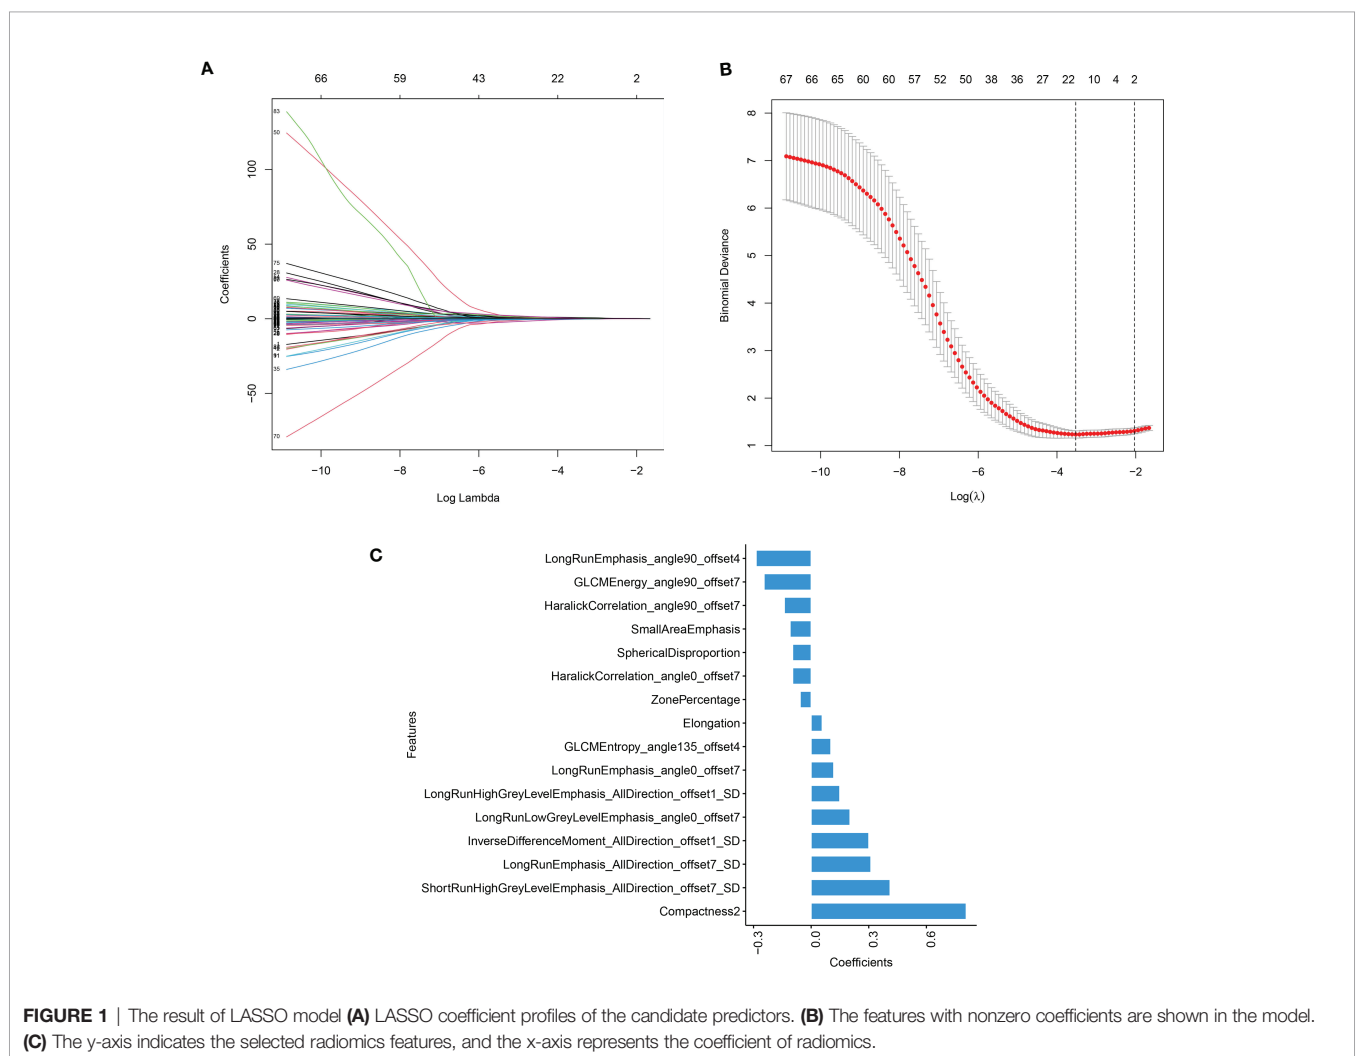 A
66 59 43 22 2
83
50
75
70
35
100
50
0
−50
Coefficients
−10 −8 −6 −4 −2
Log Lambda
B
67 66 65 60 60 57 52 50 38 36 27 22 10 4 2
8
7
6
5
4
3
2
1
Binomial Deviance
−10 −8 −6 −4 −2
Log(λ)
C
Features
LongRunEmphasis_angle90_offset4
GLCMEnergy_angle90_offset7
HaralickCorrelation_angle90_offset7
SmallAreaEmphasis
SphericalDisproportion
HaralickCorrelation_angle0_offset7
ZonePercentage
Elongation
GLCMEntropy_angle135_offset4
LongRunEmphasis_angle0_offset7
LongRunHighGreyLevelEmphasis_AllDirection_offset1_SD
LongRunLowGreyLevelEmphasis_angle0_offset7
InverseDifferenceMoment_AllDirection_offset1_SD
LongRunEmphasis_AllDirection_offset7_SD
ShortRunHighGreyLevelEmphasis_AllDirection_offset7_SD
Compactness2
−0.3 0.0 0.3 0.6
Coefficients
FIGURE 1 | The result of LASSO model (A) LASSO coefficient profiles of the candidate predictors. (B) The features with nonzero coefficients are shown in the model.
(C) The y-axis indicates the selected radiomics features, and the x-axis represents the coefficient of radiomics.